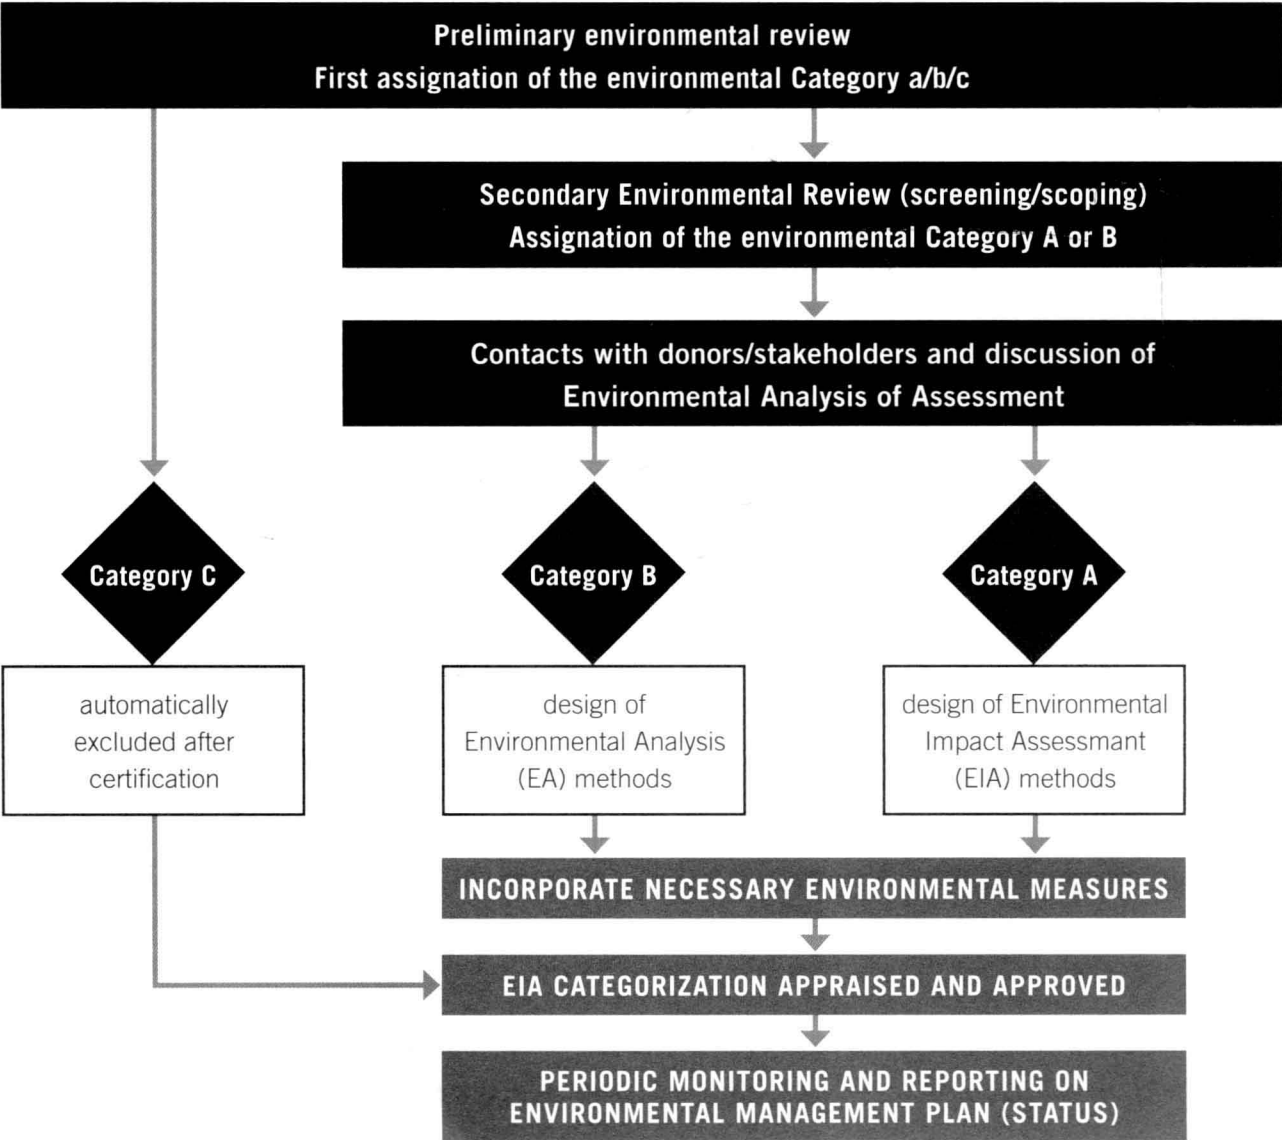 Preliminary environmental review
First assignation of the environmental Category a/b/c
Secondary Environmental Review (screening/scoping)
Assignation of the environmental Category A or B
Contacts with donors/stakeholders and discussion of
Environmental Analysis of Assessment
Category C
Category B
Category A
automatically
excluded after
certification
design of
Environmental Analysis
(EA) methods
design of Environmental
Impact Assessmant
(EIA) methods
INCORPORATE NECESSARY ENVIRONMENTAL MEASURES
EIA CATEGORIZATION APPRAISED AND APPROVED
PERIODIC MONITORING AND REPORTING ON
ENVIRONMENTAL MANAGEMENT PLAN (STATUS)